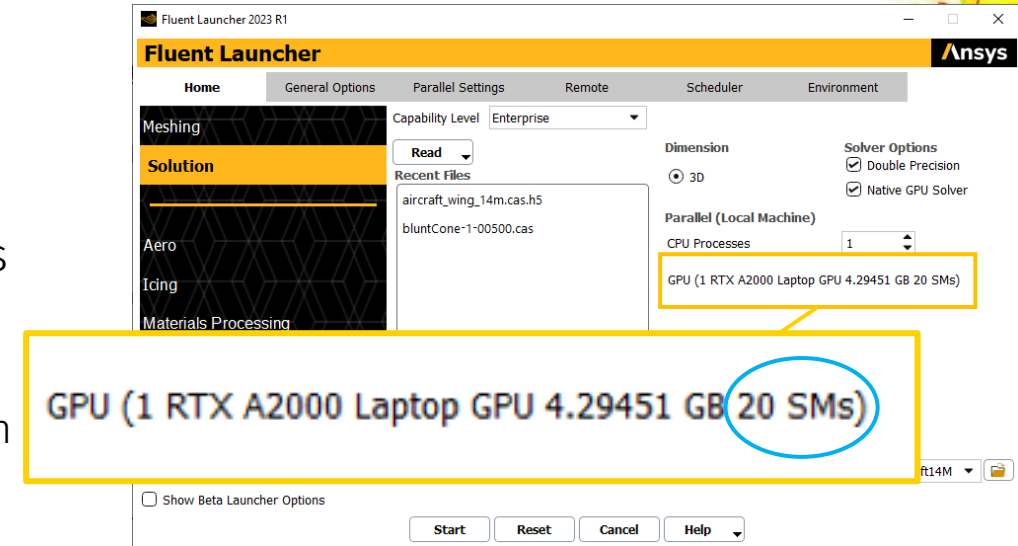 Fluent Launcher 2023 R1
Fluent Launcher
Ansys
Home General Options Parallel Settings Remote Scheduler Environment
Meshing
Solution
Aero
Icing
Materials Processing
Capability Level Enterprise
Read
Recent Files
aircraft_wing_14m.cas.h5
bluntCone-1-00500.cas
Dimension
3D
Solver Options
Double Precision
Native GPU Solver
Parallel (Local Machine)
CPU Processes 1
GPU (1 RTX A2000 Laptop GPU 4.29451 GB 20 SMs)
GPU (1 RTX A2000 Laptop GPU 4.29451 GB 20 SMs)
ft14M
Show Beta Launcher Options
Start Reset Cancel Help